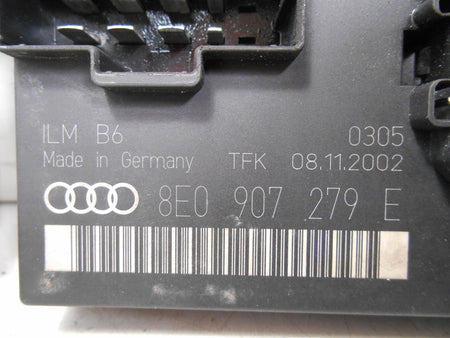 ILM B6 0305
Made in Germany TFK 08.11.2002
8E0 907 279 E